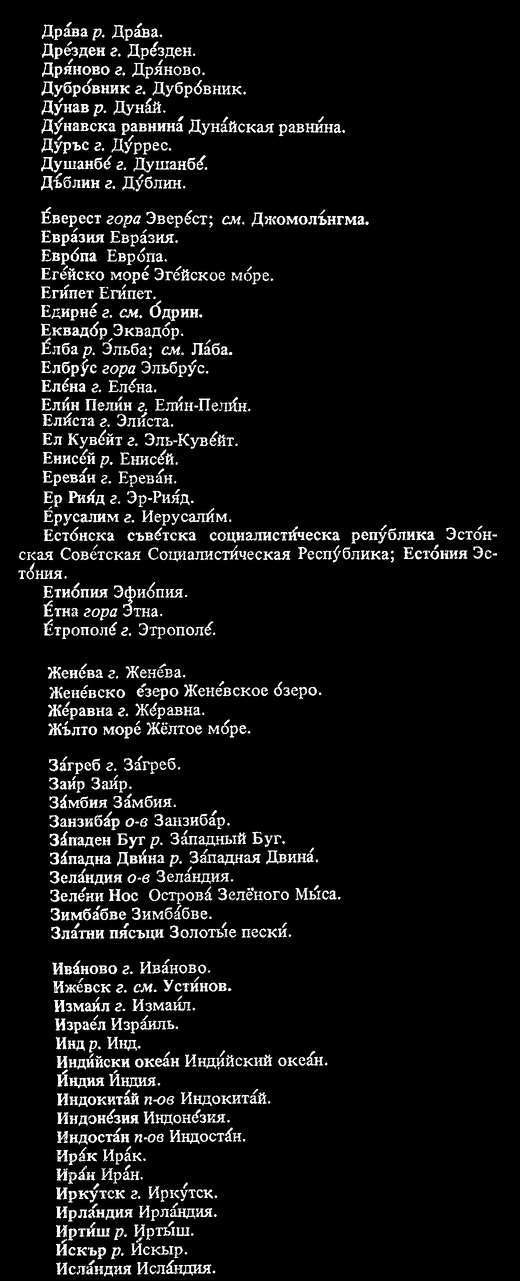 Дра́ва р. Дра́ва.
Дре́зден г. Дре́зден.
Дря́ново г. Дря́ново.
Дубро́вник г. Дубро́вник.
Ду́нав р. Дуна́й.
Ду́навска равнина́ Дуна́йская равни́на.
Ду́ръс г. Ду́ррес.
Душанбе́ г. Душанбе́.
Дъ́блин г. Ду́блин.
Е́верест гора Эвере́ст; см. Джомолъ́нгма.
Евра́зия Евра́зия.
Евро́па Евро́па.
Еге́йско море́ Эге́йское мо́ре.
Еги́пет Еги́пет.
Едирне́ г. см. О́дрин.
Еквадо́р Эквадо́р.
Е́лба р. Э́льба; см. Ла́ба.
Елбру́с гора Эльбру́с.
Еле́на г. Еле́на.
Ели́н Пели́н г. Ели́н-Пели́н.
Ели́ста г. Эли́ста.
Ел Куве́йт г. Эль-Куве́йт.
Енисе́й р. Енисе́й.
Ерева́н г. Ерева́н.
Ер Рия́д г. Эр-Рия́д.
Е́русалим г. Иерусали́м.
Есто́нска съве́тска социалисти́ческа репу́блика Эсто́н-
ская Сове́тская Социалисти́ческая Респу́блика; Есто́ния Эс-
то́ния.
Етио́пия Эфио́пия.
Е́тна гора Э́тна.
Е́трополе́ г. Этрополе́.
Жене́ва г. Жене́ва.
Жене́вско е́зеро Жене́вское о́зеро.
Же́равна г. Же́равна.
Жъ́лто море́ Жёлтое мо́ре.
За́греб г. За́греб.
Заи́р Заи́р.
За́мбия За́мбия.
Занзиба́р о-в Занзиба́р.
За́паден Буг р. За́падный Буг.
За́падна Двина́ р. За́падная Двина́.
Зела́ндия о-в Зела́ндия.
Зеле́ни Нос Острова́ Зелёного Мы́са.
Зимба́бве Зимба́бве.
Зла́тни пя́съци Золоты́е пески́.
Ива́ново г. Ива́ново.
Иже́вск г. см. Усти́нов.
Измаи́л г. Измаи́л.
Изра́ел Изра́иль.
Инд р. Инд.
Инди́йски океа́н Инди́йский океа́н.
И́ндия И́ндия.
Индокита́й п-ов Индокита́й.
Индоне́зия Индоне́зия.
Индоста́н п-ов Индоста́н.
Ира́к Ира́к.
Ира́н Ира́н.
Ирку́тск г. Ирку́тск.
Ирла́ндия Ирла́ндия.
Ирти́ш р. Ирты́ш.
И́скър р. И́скыр.
Исла́ндия Исла́ндия.